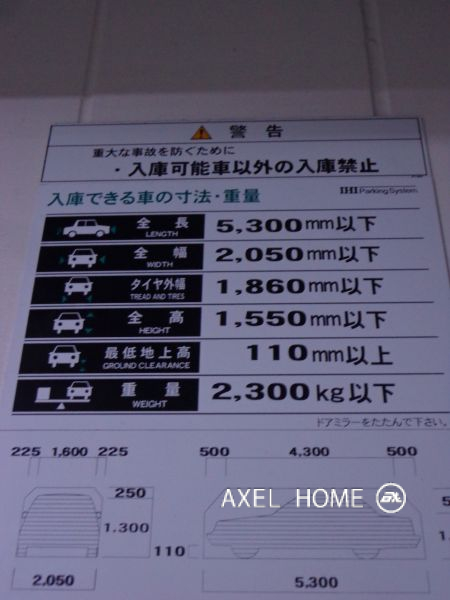 警告
重大な事故を防ぐために
・入庫可能車以外の入庫禁止
入庫できる車の寸法・重量 IHI Parking System
全長 LENGTH 5,300mm以下
全幅 WIDTH 2,050mm以下
タイヤ外幅 TREAD AND TIRES 1,860mm以下
全高 HEIGHT 1,550mm以下
最低地上高 GROUND CLEARANCE 110mm以上
重量 WEIGHT 2,300kg以下
ドアミラーをたたんで下さい。
225 1,600 225 500 4,300 500
250
AXEL HOME
1,300
110
2,050 5,300